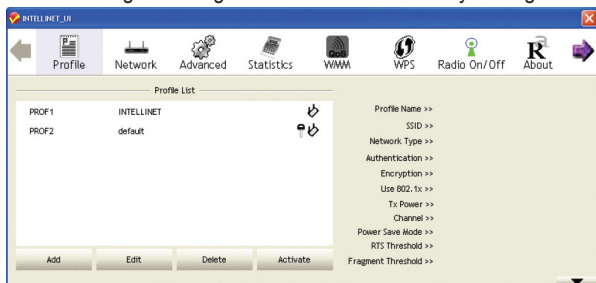 INTELLINET_UI
Profile Network Advanced Statistics WMM WPS Radio On/Off About
QoS
R
Profile List
PROF1 INTELLINET
PROF2 default
Profile Name >>
SSID >>
Network Type >>
Authentication >>
Encryption >>
Use 802.1x >>
Tx Power >>
Channel >>
Power Save Mode >>
RTS Threshold >>
Fragment Threshold >>
Add Edit Delete Activate